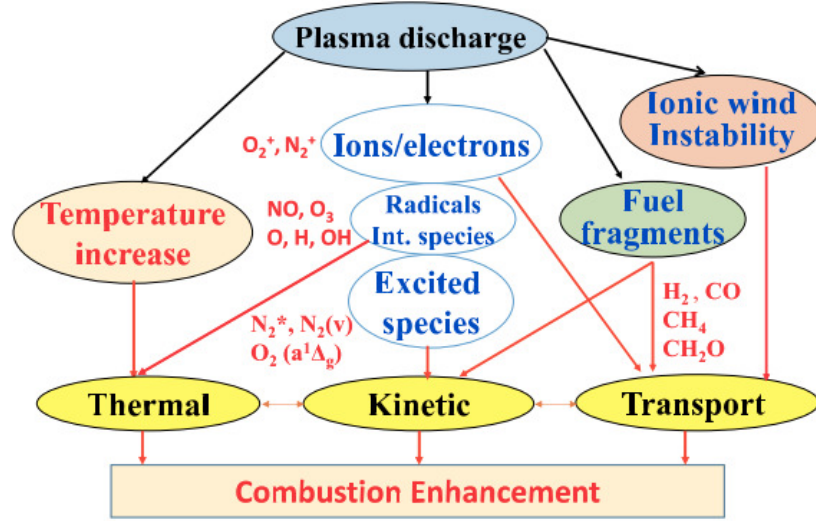 Plasma discharge
Ionic wind
Instability
O₂⁺, N₂⁺
Ions/electrons
Temperature
increase
NO, O₃
O, H, OH
Radicals
Int. species
Fuel
fragments
Excited
species
N₂*, N₂(v)
O₂ (a¹Δg)
H₂ , CO
CH₄
CH₂O
Thermal
Kinetic
Transport
Combustion Enhancement